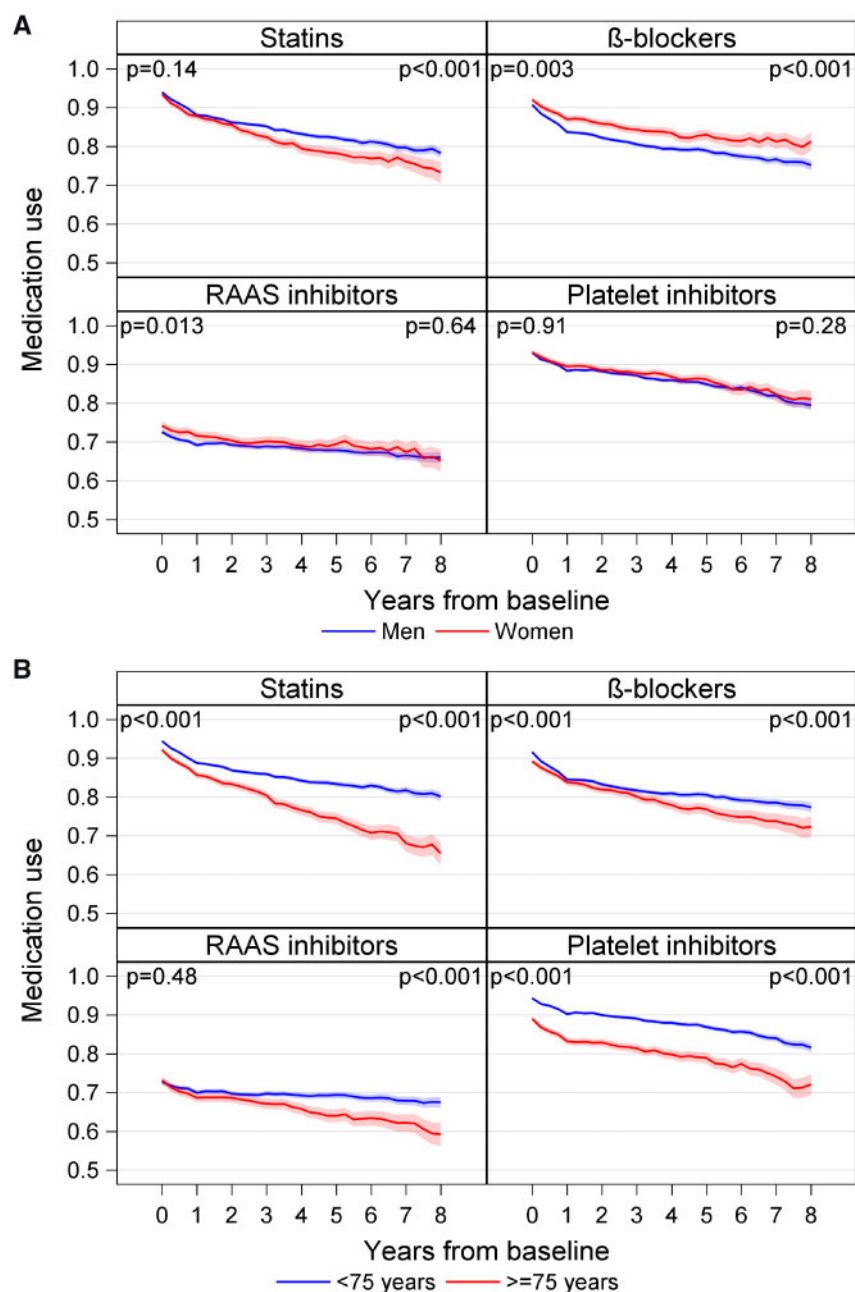 A
Statins ß-blockers
p=0.14 p<0.001 p=0.003 <0.001
1.0
0.9
0.8
0.7
0.6
0.5
RAAS inhibitors Platelet inhibitors
p=0.013 p=0.64 p=0.91 p=0.28
1.0
0.9
0.8
0.7
0.6
0.5
Medication use
0 1 2 3 4 5 6 7 8 0 1 2 3 4 5 6 7 8
Years from baseline
Men Women
B
Statins ß-blockers
p<0.001 p<0.001 p<0.001 p<0.001
1.0
0.9
0.8
0.7
0.6
0.5
RAAS inhibitors Platelet inhibitors
p=0.48 p<0.001 p<0.001 p<0.001
1.0
0.9
0.8
0.7
0.6
0.5
Medication use
0 1 2 3 4 5 6 7 8 0 1 2 3 4 5 6 7 8
Years from baseline
<75 years >=75 years